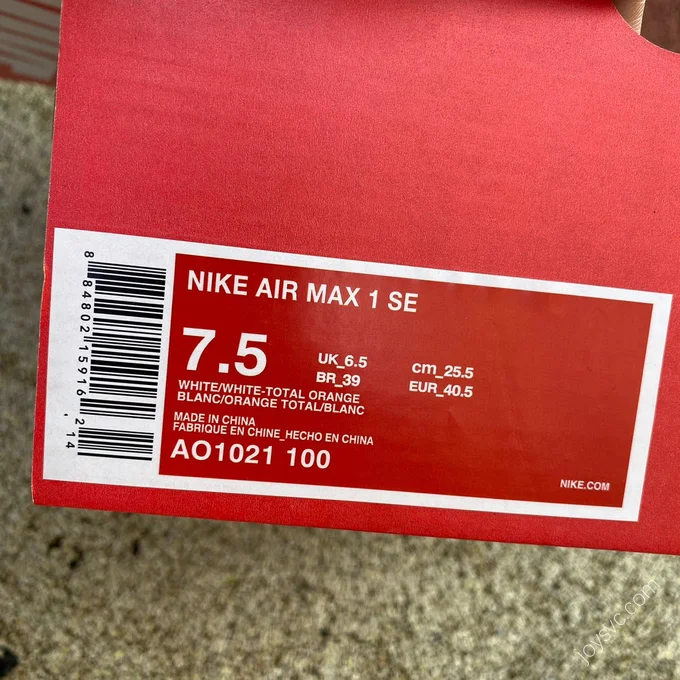 NIKE AIR MAX 1 SE
7.5
UK_6.5 cm_25.5
BR_39 EUR_40.5
WHITE/WHITE-TOTAL ORANGE
BLANC/ORANGE TOTAL/BLANC
MADE IN CHINA
FABRIQUE EN CHINE_HECHO EN CHINA
AO1021 100
NIKE.COM
8 84802 15916 2 ,14
joysvc.com